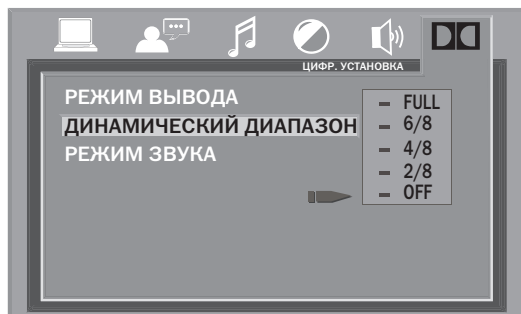 ЦИФР. УСТАНОВКА
РЕЖИМ ВЫВОДА
ДИНАМИЧЕСКИЙ ДИАПАЗОН
РЕЖИМ ЗВУКА
– FULL
– 6/8
– 4/8
– 2/8
– OFF